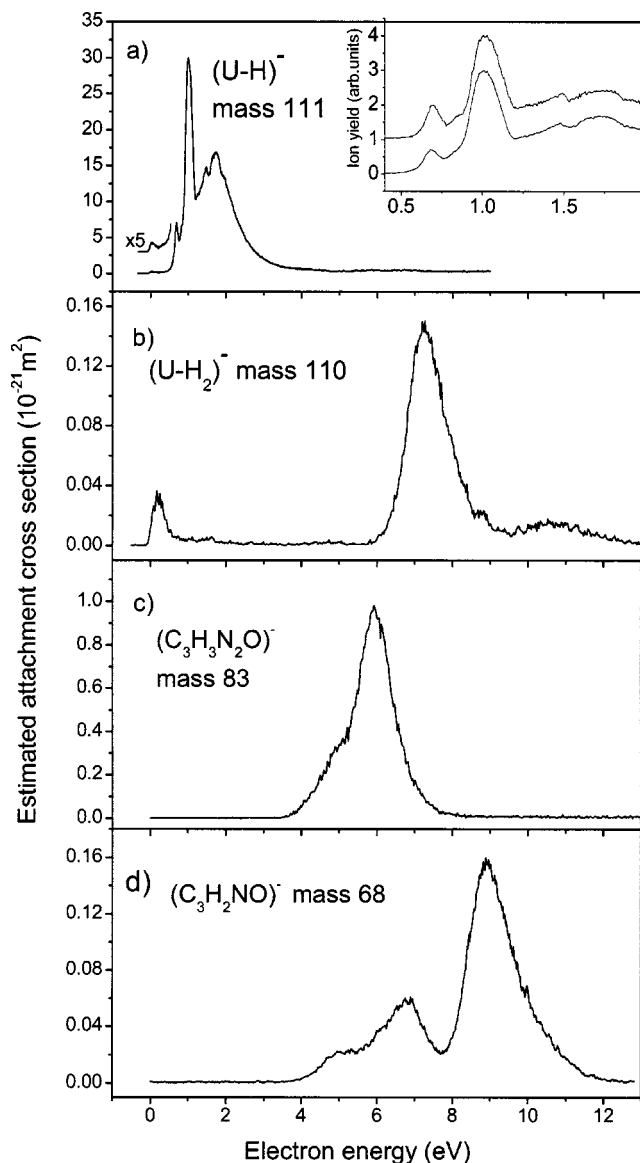 Estimated attachment cross section (10⁻²¹m²)
a)
(U-H)⁻
mass 111
35
30
25
20
15
10
5
0
x5
Ion yield (arb.units)
4
3
2
1
0
0.5 1.0 1.5
b)
(U-H₂)⁻ mass 110
0.16
0.12
0.08
0.04
0.00
c)
(C₃H₃N₂O)⁻
mass 83
1.0
0.8
0.6
0.4
0.2
0.0
d)
(C₃H₂NO)⁻ mass 68
0.16
0.12
0.08
0.04
0.00
0 2 4 6 8 10 12
Electron energy (eV)